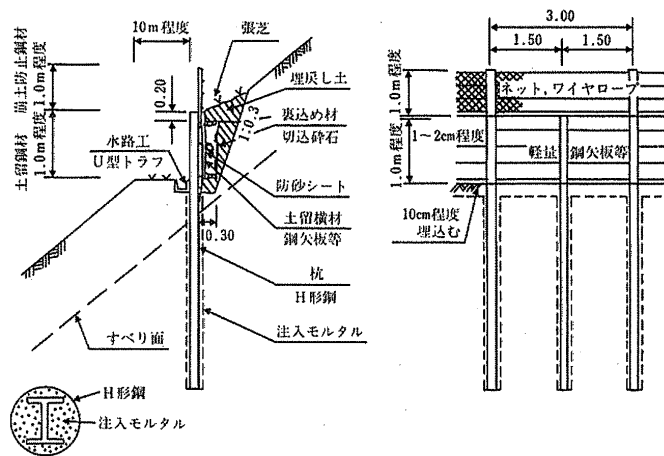 10m程度
張芝
崩土防止鋼材
1.0m程度
0.20
埋戻し土
1:0.3
裏込め材
切込砕石
土留鋼材
1.0m程度
水路工
U型トラフ
防砂シート
土留横材
鋼矢板等
0.30
杭
H形鋼
注入モルタル
すべり面
H形鋼
注入モルタル
3.00
1.50
1.50
1.0m程度
ネット,ワイヤロープ
1.0m程度
1~2cm程度
軽量鋼矢板等
10cm程度
埋込む